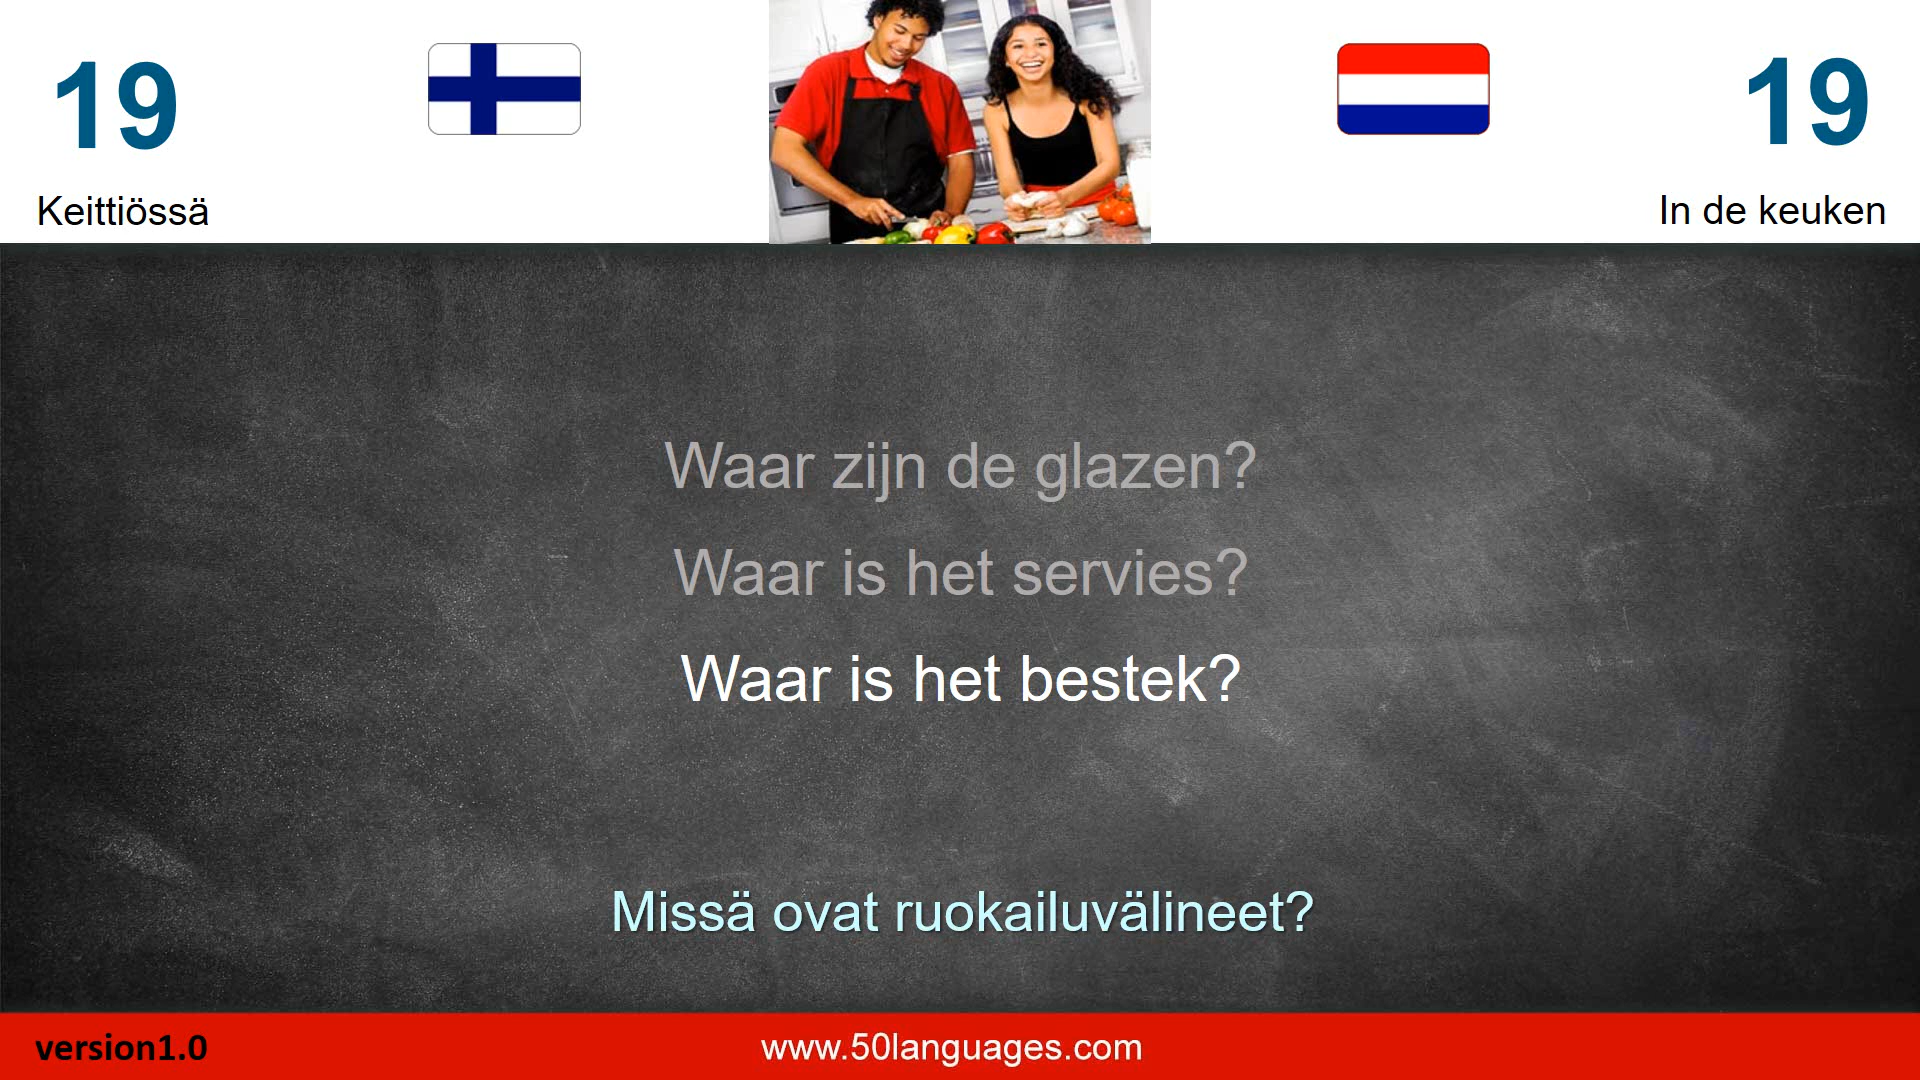 19
19
Keittiössä
In de keuken
Waar zijn de glazen?
Waar is het servies?
Waar is het bestek?
Missä ovat ruokailuvälineet?
version1.0
www.50languages.com